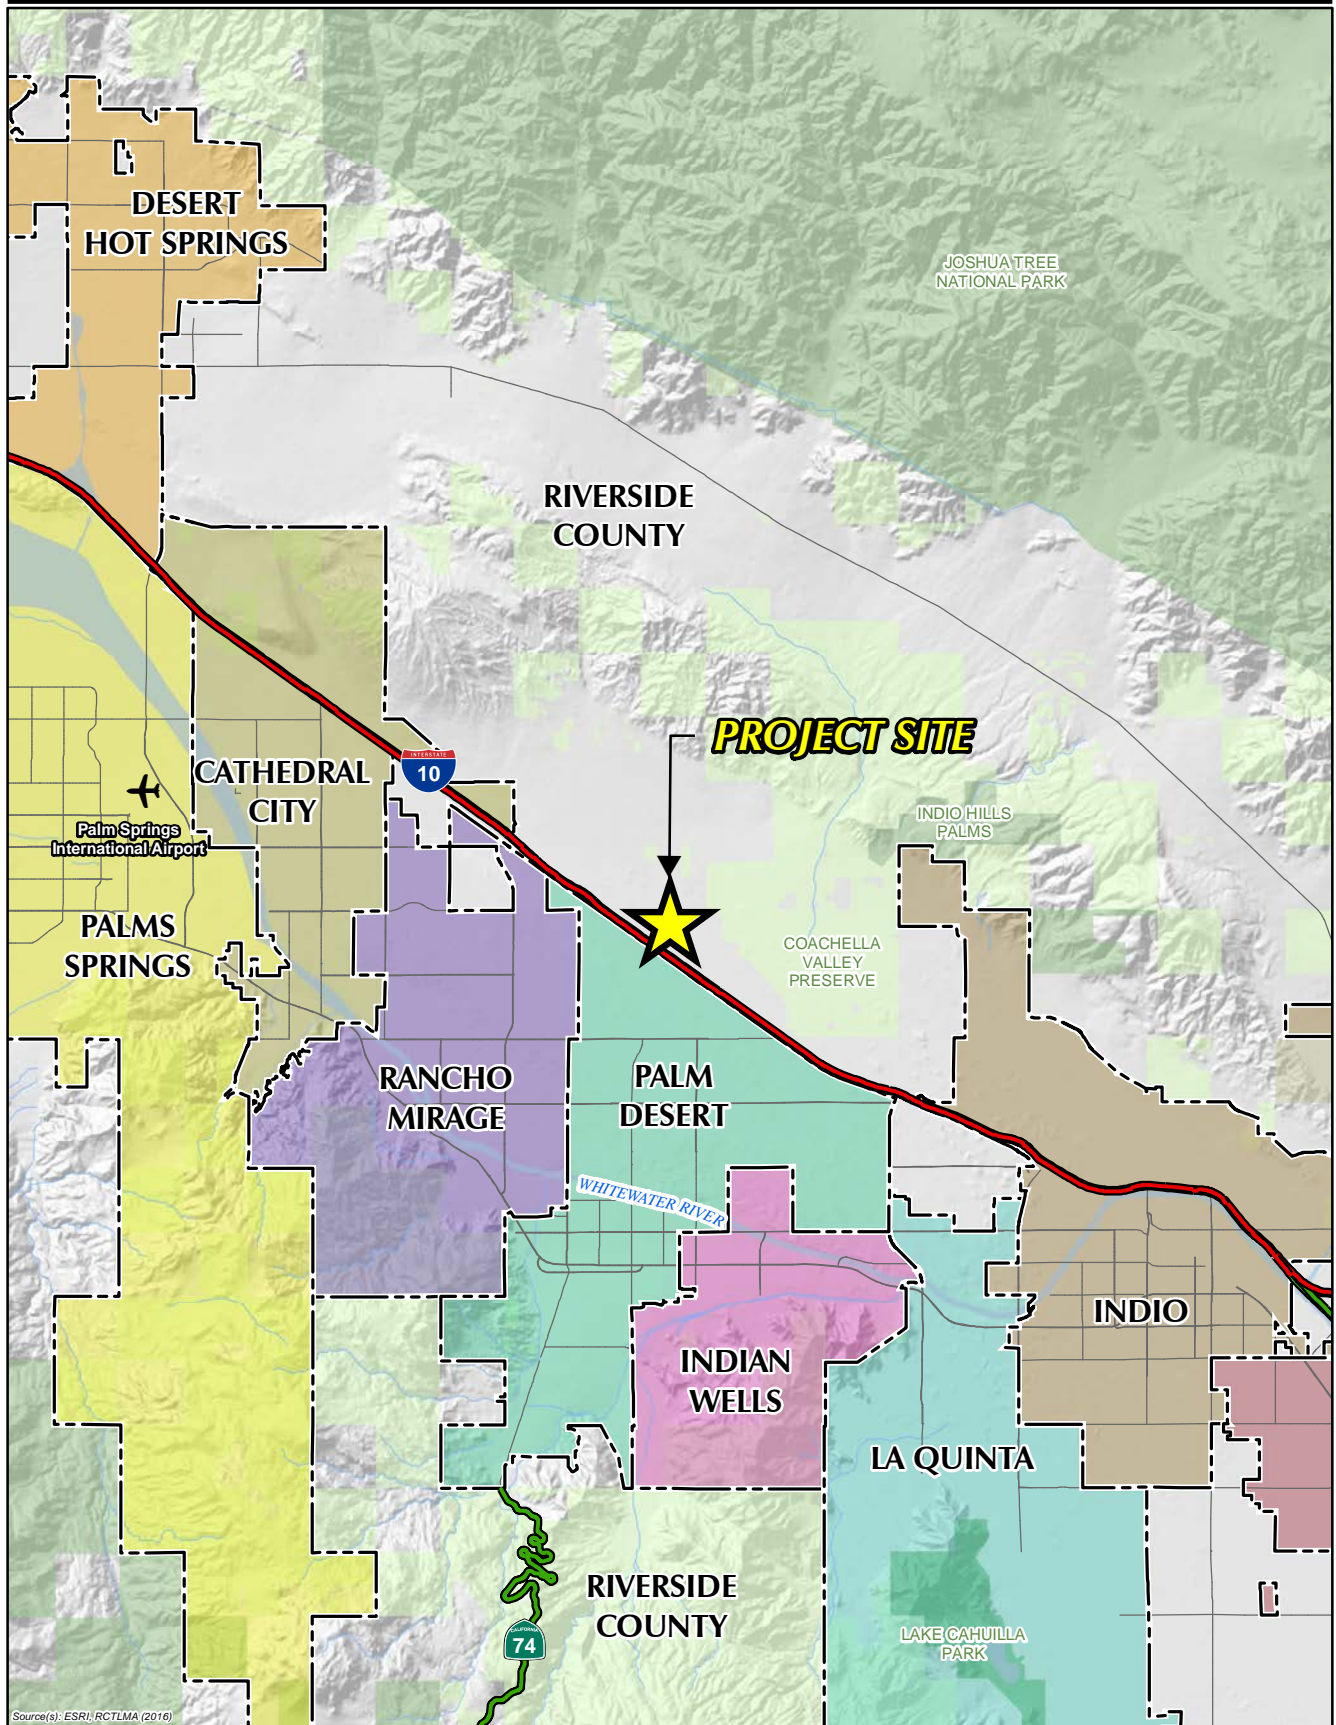 DESERT
HOT SPRINGS
JOSHUA TREE
NATIONAL PARK
RIVERSIDE
COUNTY
PROJECT SITE
INTERSTATE
10
CATHEDRAL
CITY
Palm Springs
International Airport
INDIO HILLS
PALMS
PALMS
SPRINGS
COACHELLA
VALLEY
PRESERVE
RANCHO
MIRAGE
PALM
DESERT
WHITEWATER RIVER
INDIO
INDIAN
WELLS
LA QUINTA
RIVERSIDE
COUNTY
CALIFORNIA
74
LAKE CAHUILLA
PARK
Source(s): ESRI, RCTLMA (2016)